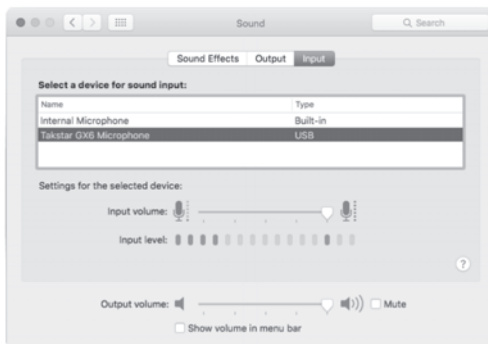 Sound
Search
Sound Effects Output Input
Select a device for sound input:
Name Type
Internal Microphone Built-in
Takstar GX6 Microphone USB
Settings for the selected device:
Input volume:
Input level:
?
Output volume: Mute
Show volume in menu bar